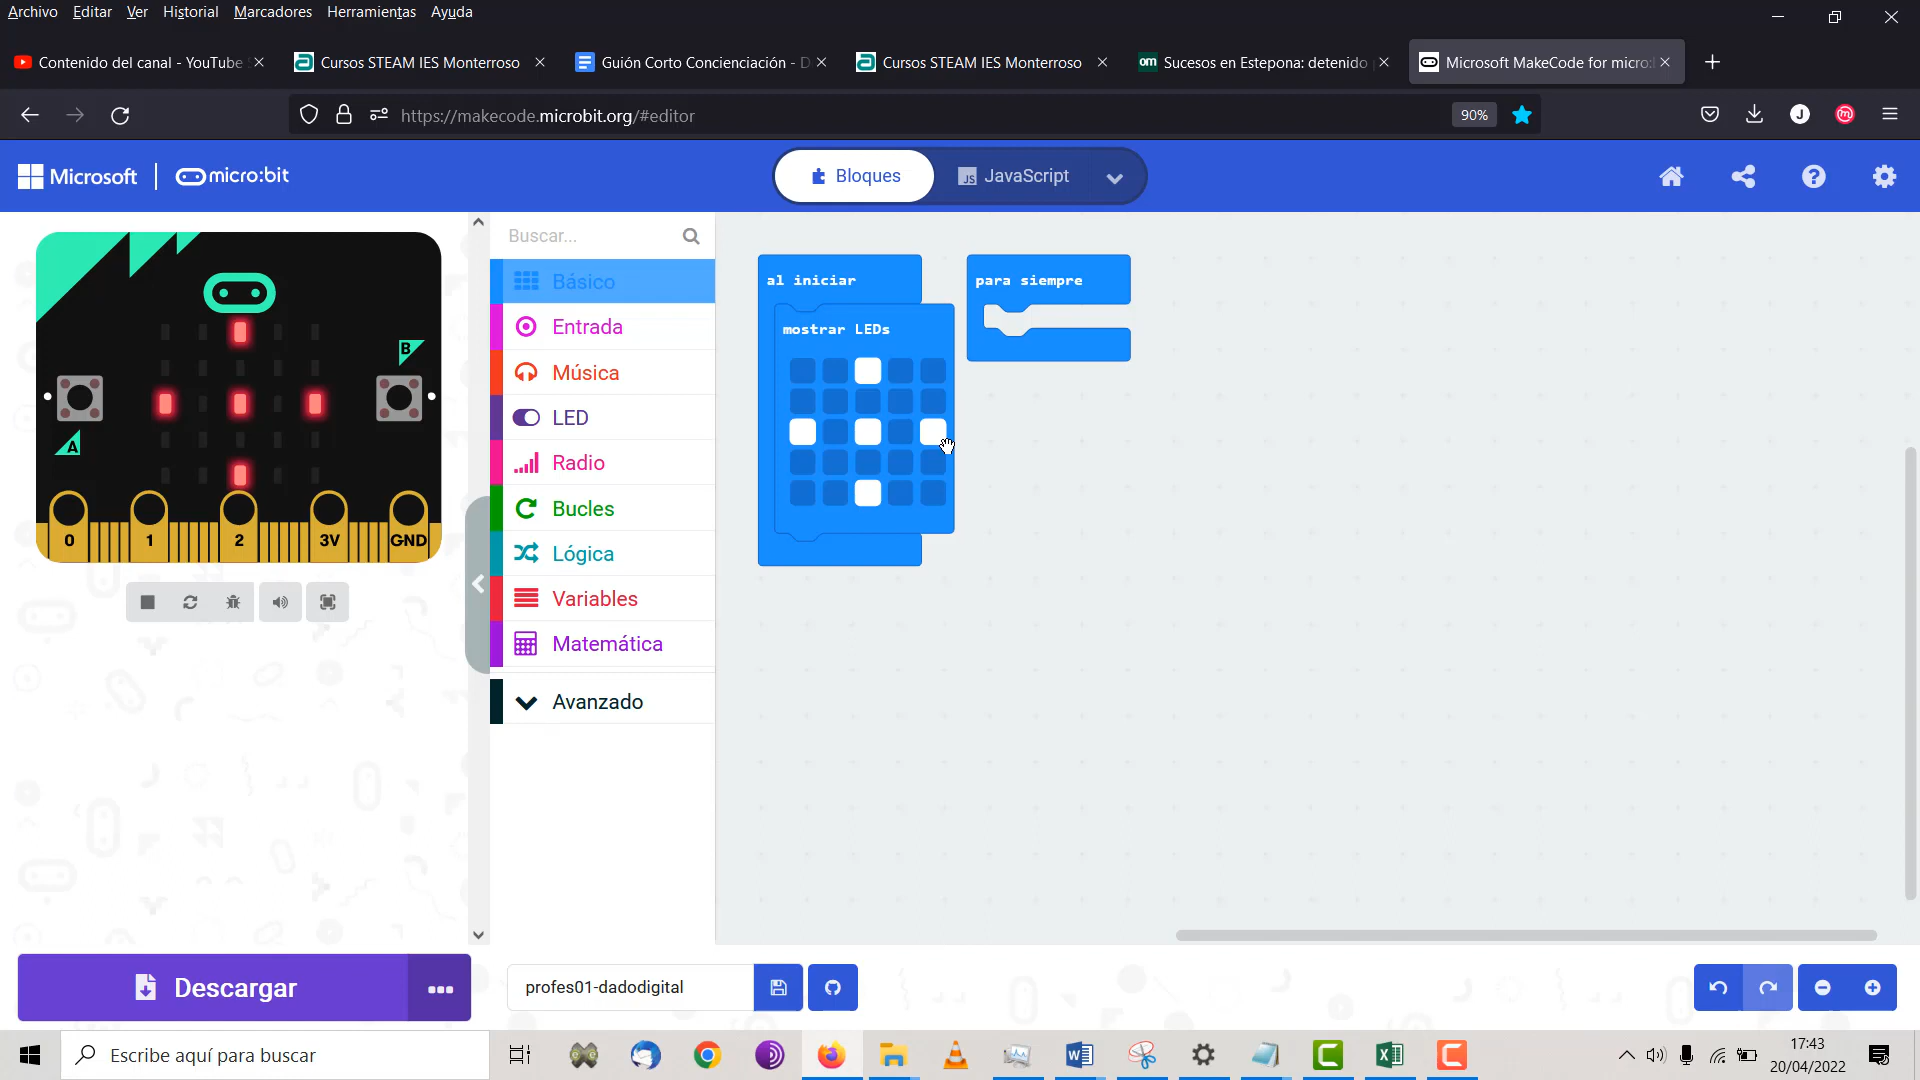 Archivo Editar Ver Historial Marcadores Herramientas Ayuda
Contenido del canal - YouTube
Cursos STEAM IES Monterroso
Guión Corto Concienciación - D
Cursos STEAM IES Monterroso
om Sucesos en Estepona: detenido
Microsoft MakeCode for micro:
https://makecode.microbit.org/#editor
90%
J
m
Microsoft
micro:bit
Bloques
JS JavaScript
Buscar...
Básico
Entrada
Música
LED
Radio
Bucles
Lógica
Variables
Matemática
Avanzado
al iniciar
mostrar LEDs
para siempre
A
B
0 1 2 3V GND
Descargar
profes01-dadodigital
Escribe aquí para buscar
17:43
20/04/2022